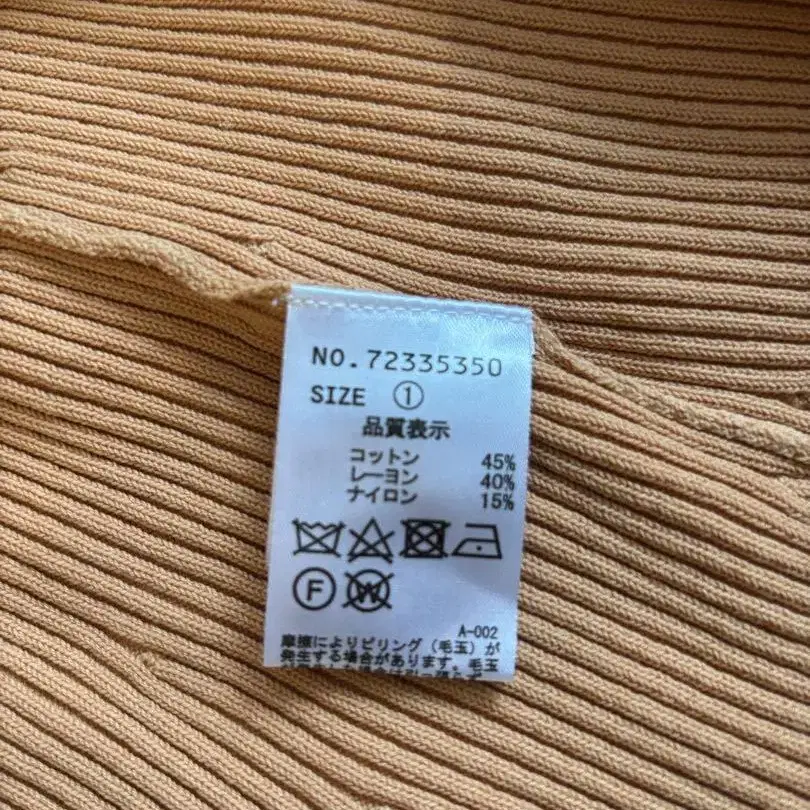 NO.72335350
SIZE ①
品質表示
コットン 45%
レーヨン 40%
ナイロン 15%
F W
A-002
摩擦によりピリング(毛玉)が
発生する場合があります。毛玉